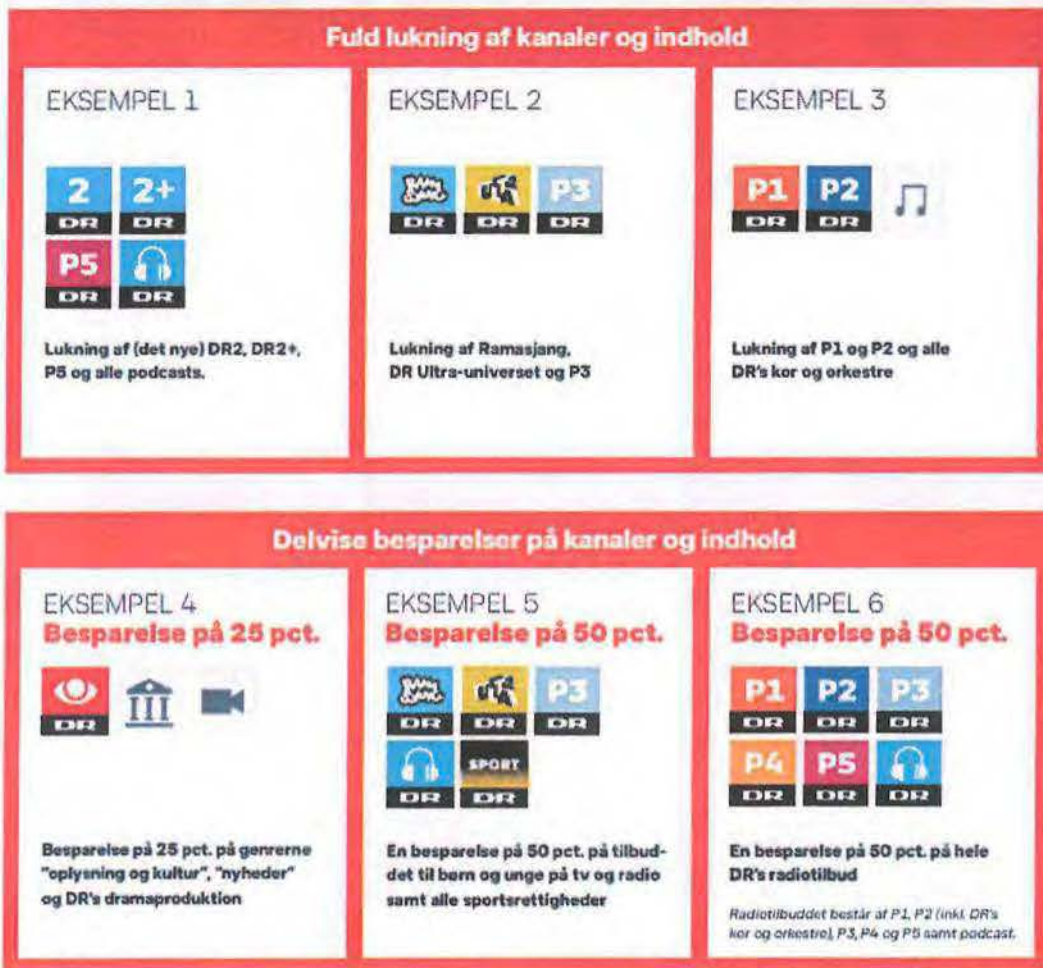 Fuld lukning af kanaler og indhold
EKSEMPEL 1
2
DR
2+
DR
P5
DR
DR
Lukning af (det nye) DR2, DR2+,
P5 og alle podcasts.
EKSEMPEL 2
DR
DR
P3
DR
Lukning af Ramasjang,
DR Ultra-universet og P3
EKSEMPEL 3
P1
DR
P2
DR
Lukning af P1 og P2 og alle
DR's kor og orkestre
Delvise besparelser på kanaler og indhold
EKSEMPEL 4
Besparelse på 25 pct.
DR
Besparelse på 25 pct. på genrerne
"oplysning og kultur", "nyheder"
og DR's dramaproduktion
EKSEMPEL 5
Besparelse på 50 pct.
DR
DR
P3
DR
DR
SPORT
DR
En besparelse på 50 pct. på tilbud-
det til børn og unge på tv og radio
samt alle sportsrettigheder
EKSEMPEL 6
Besparelse på 50 pct.
P1
DR
P2
DR
P3
DR
P4
DR
P5
DR
DR
En besparelse på 50 pct. på hele
DR's radiotilbud
Radiotilbuddet består af P1, P2 (inkl. DR's
kor og orkestre), P3, P4 og P5 samt podcast.